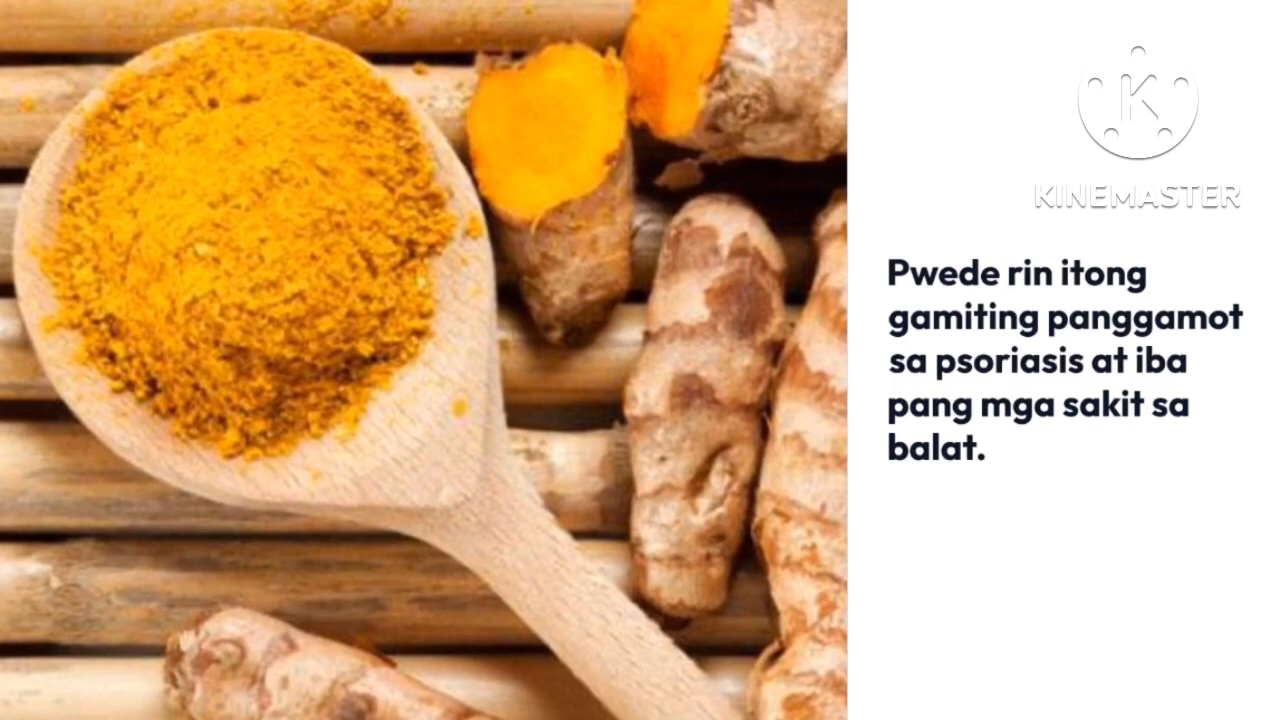 KINEMASTER
Pwede rin itong
gamiting panggamot
sa psoriasis at iba
pang mga sakit sa
balat.